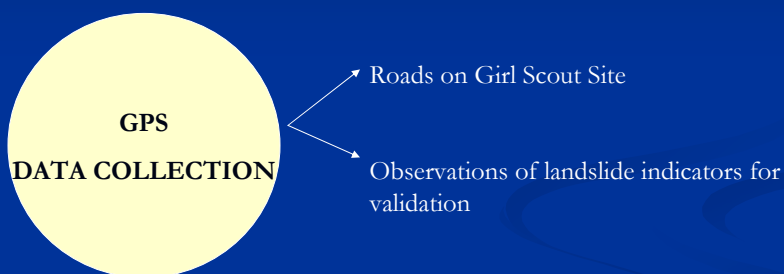 GPS
DATA COLLECTION
Roads on Girl Scout Site
Observations of landslide indicators for
validation